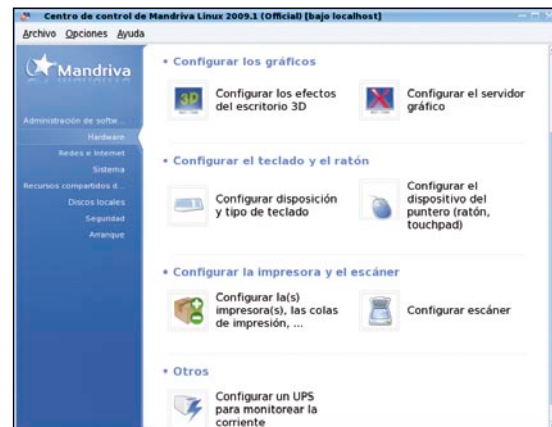 Centro de control de Mandriva Linux 2009.1 (Official) [bajo localhost]
Archivo Opciones Ayuda
Mandriva
Administración de softw...
Hardware
Redes e Internet
Sistema
Recursos compartidos d...
Discos locales
Seguridad
Arranque
Configurar los gráficos
3D
Configurar los efectos
del escritorio 3D
Configurar el servidor
gráfico
Configurar el teclado y el ratón
Configurar disposición
y tipo de teclado
Configurar el
dispositivo del
puntero (ratón,
touchpad)
Configurar la impresora y el escáner
Configurar la(s)
impresora(s), las colas
de impresión, ...
Configurar escáner
Otros
Configurar un UPS
para monitorear la
corriente